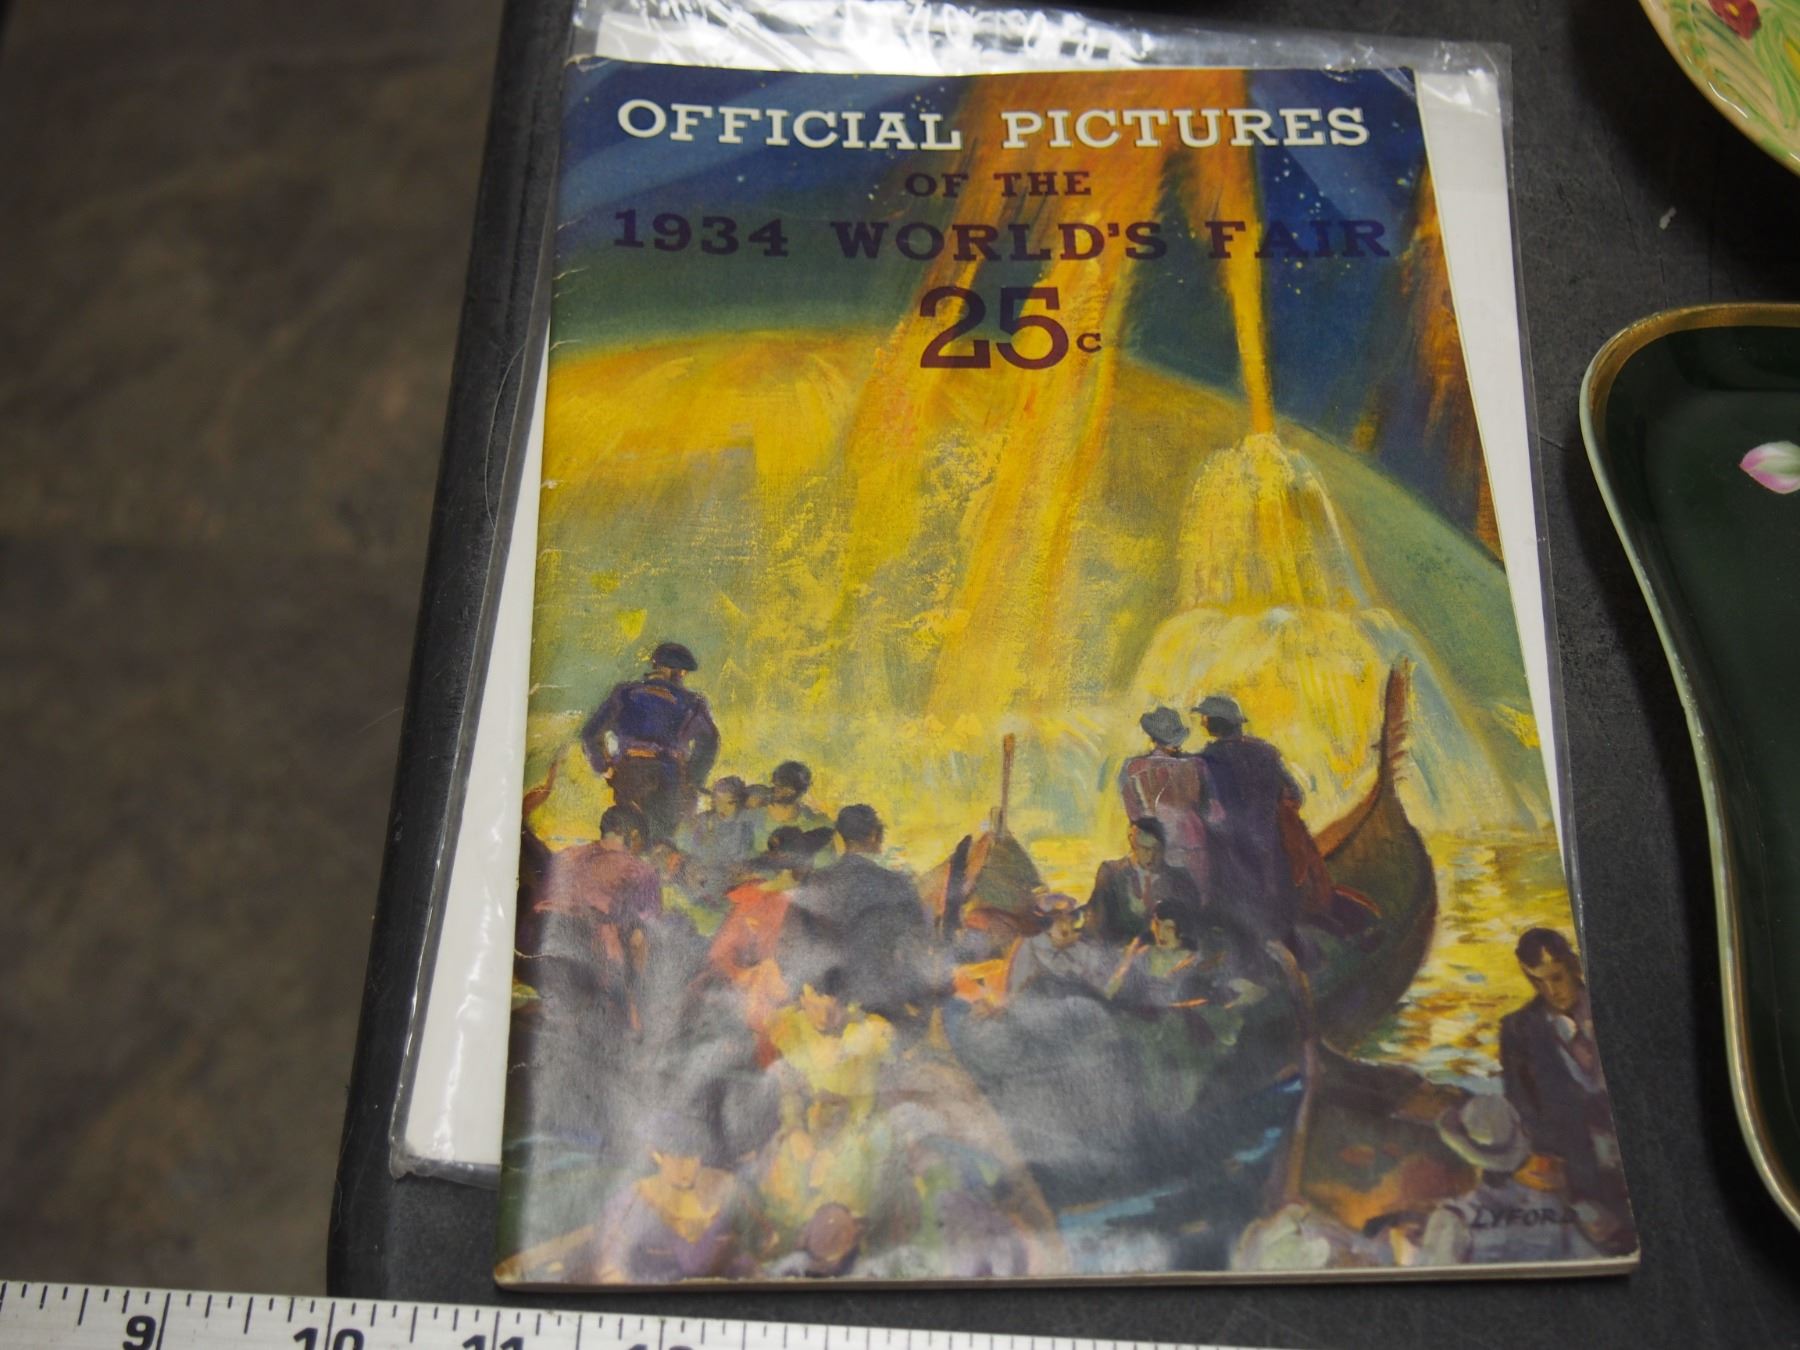 OFFICIAL PICTURES
OF THE
1934 WORLD'S FAIR
25c
LYFORD
9 10 11